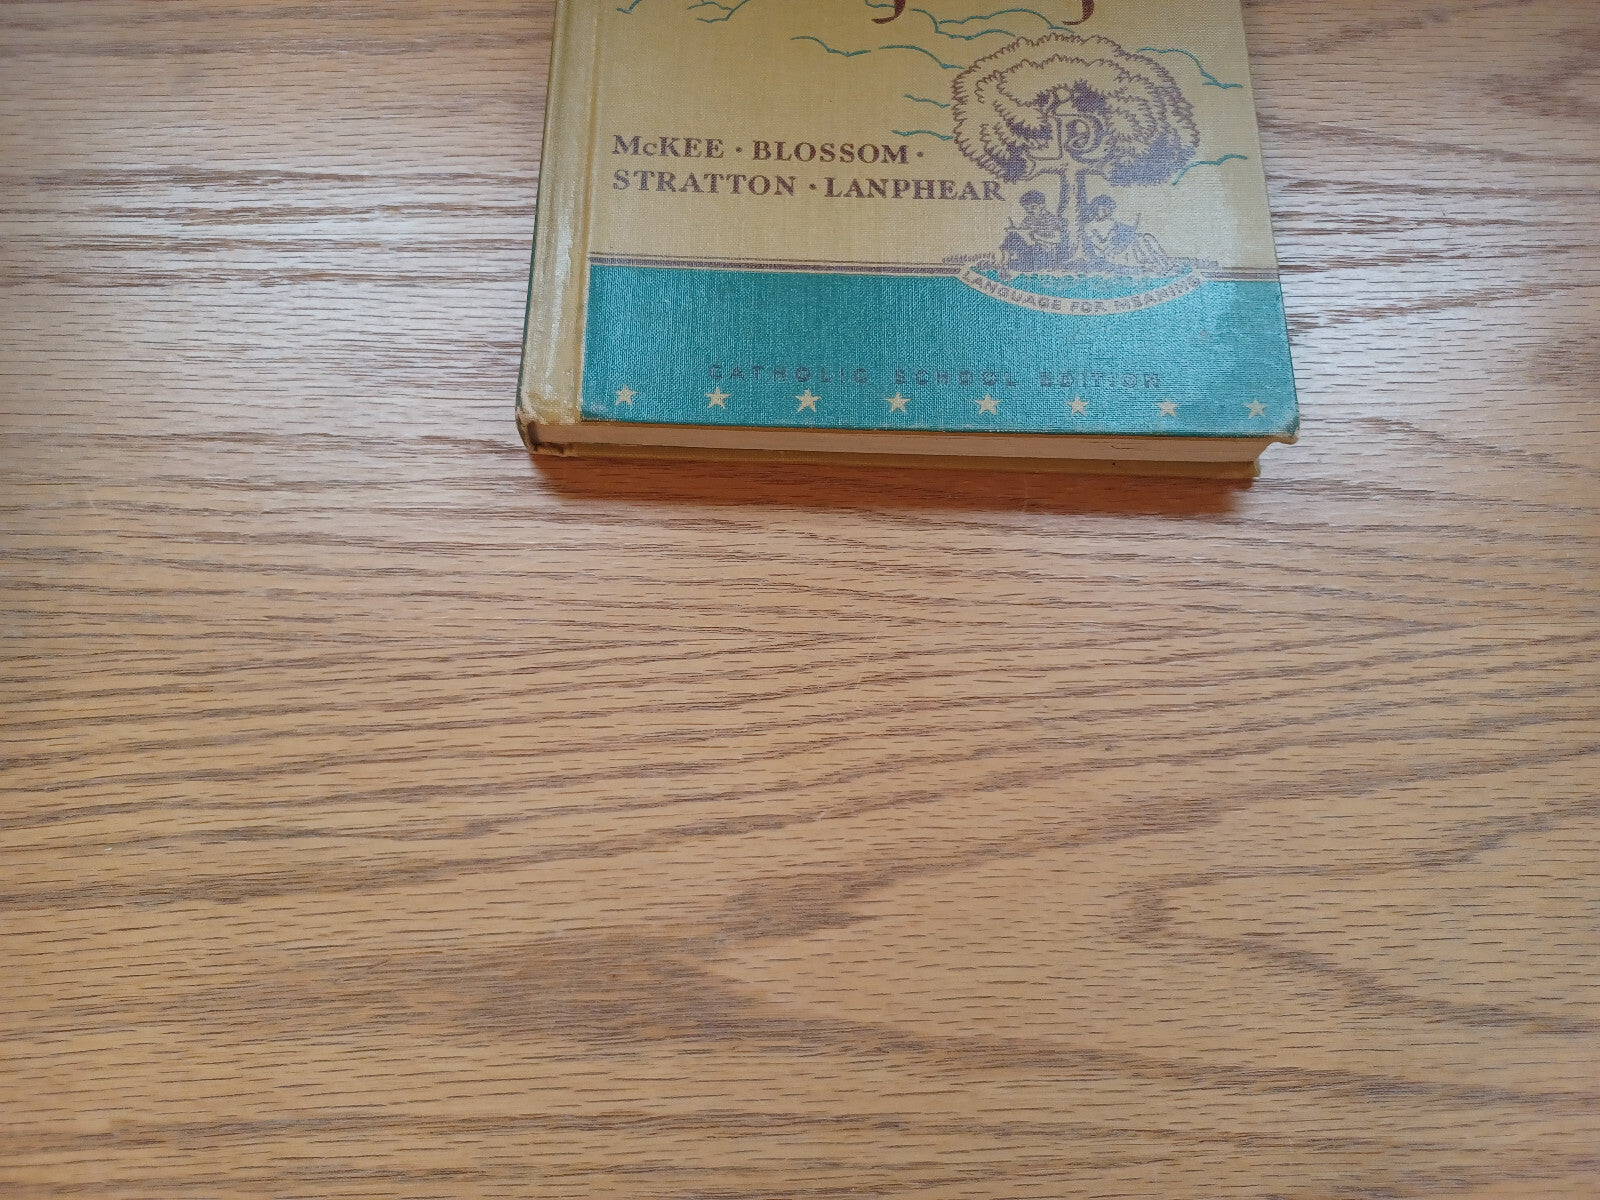 McKEE · BLOSSOM ·
STRATTON · LANPHEAR
LANGUAGE FOR MEANING
CATHOLIC SCHOOL EDITION